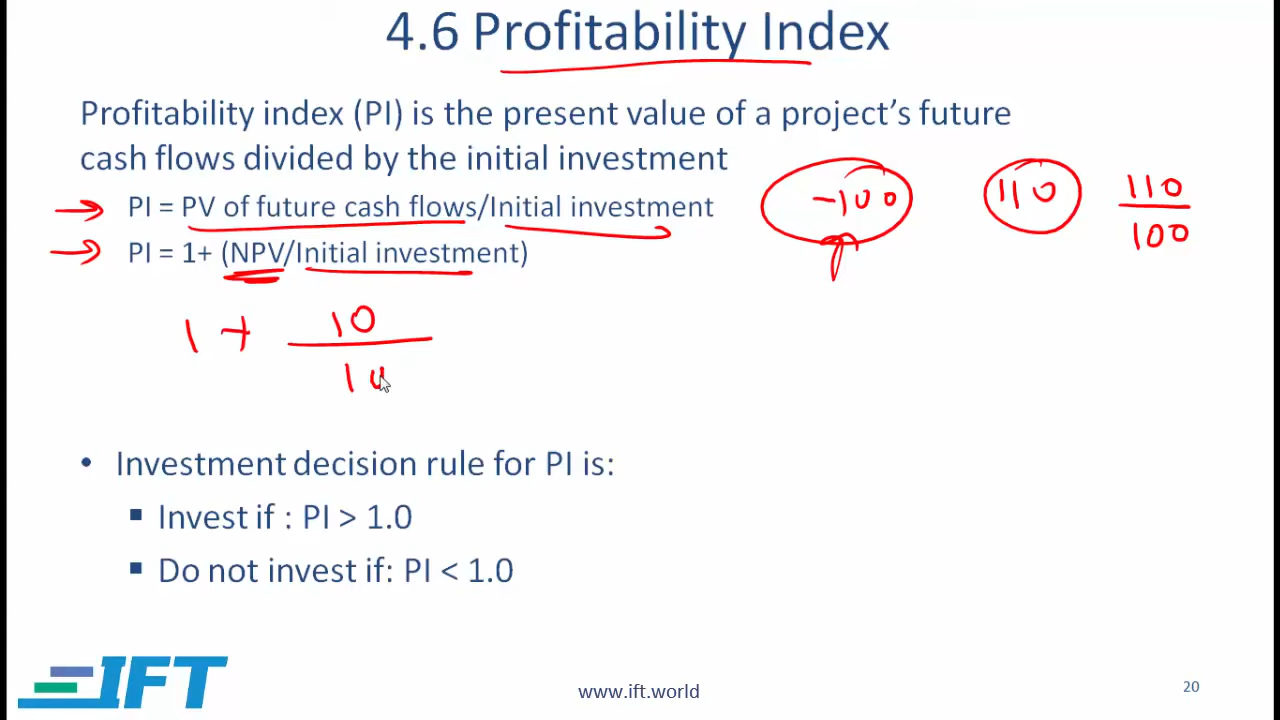 4.6 Profitability Index
Profitability index (PI) is the present value of a project's future
cash flows divided by the initial investment
PI = PV of future cash flows/Initial investment
-100
110
110
100
PI = 1+ (NPV/Initial investment)
1 +
10
• Investment decision rule for PI is:
▪ Invest if : PI > 1.0
▪ Do not invest if: PI < 1.0
IFT
www.ift.world
20